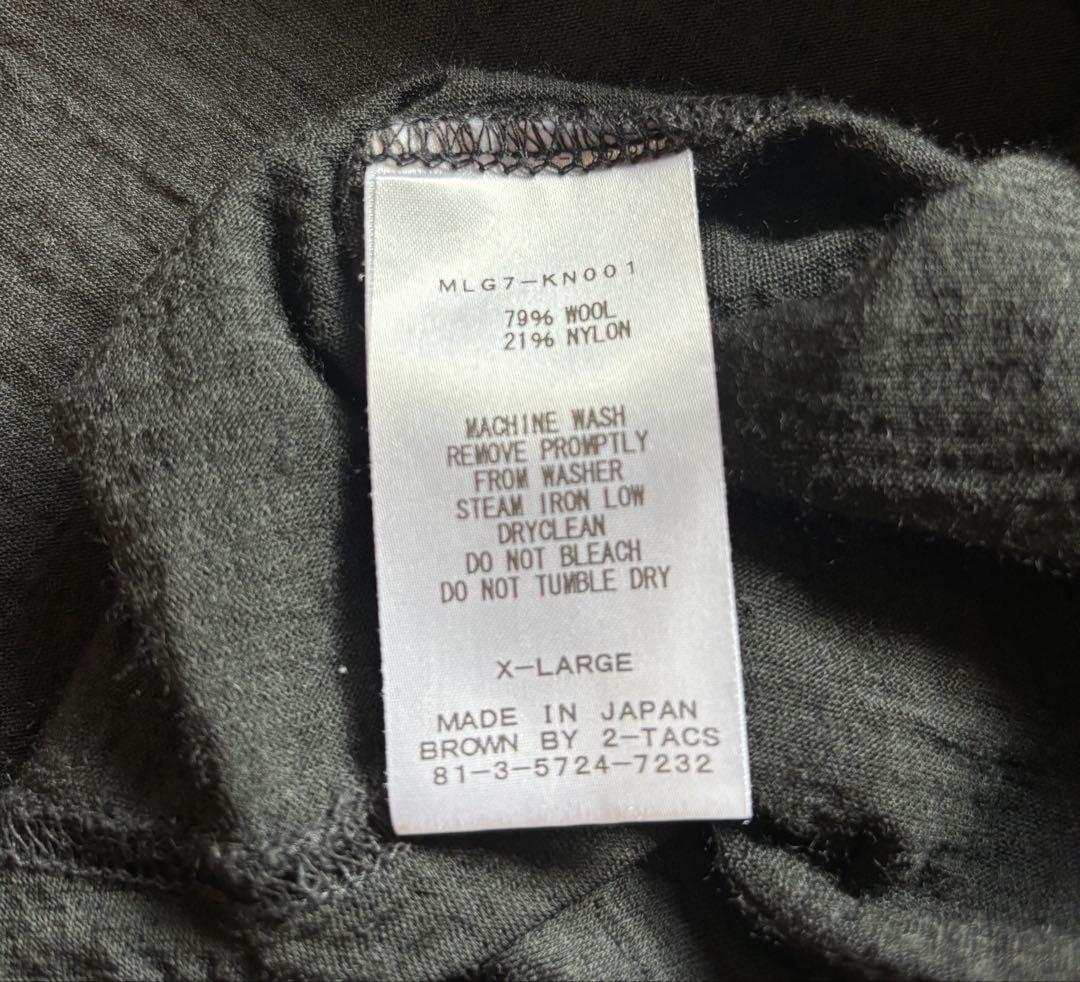 MLG7-KN001
79% WOOL
21% NYLON
MACHINE WASH
REMOVE PROMPTLY
FROM WASHER
STEAM IRON LOW
DRYCLEAN
DO NOT BLEACH
DO NOT TUMBLE DRY
X-LARGE
MADE IN JAPAN
BROWN BY 2-TACS
81-3-5724-7232